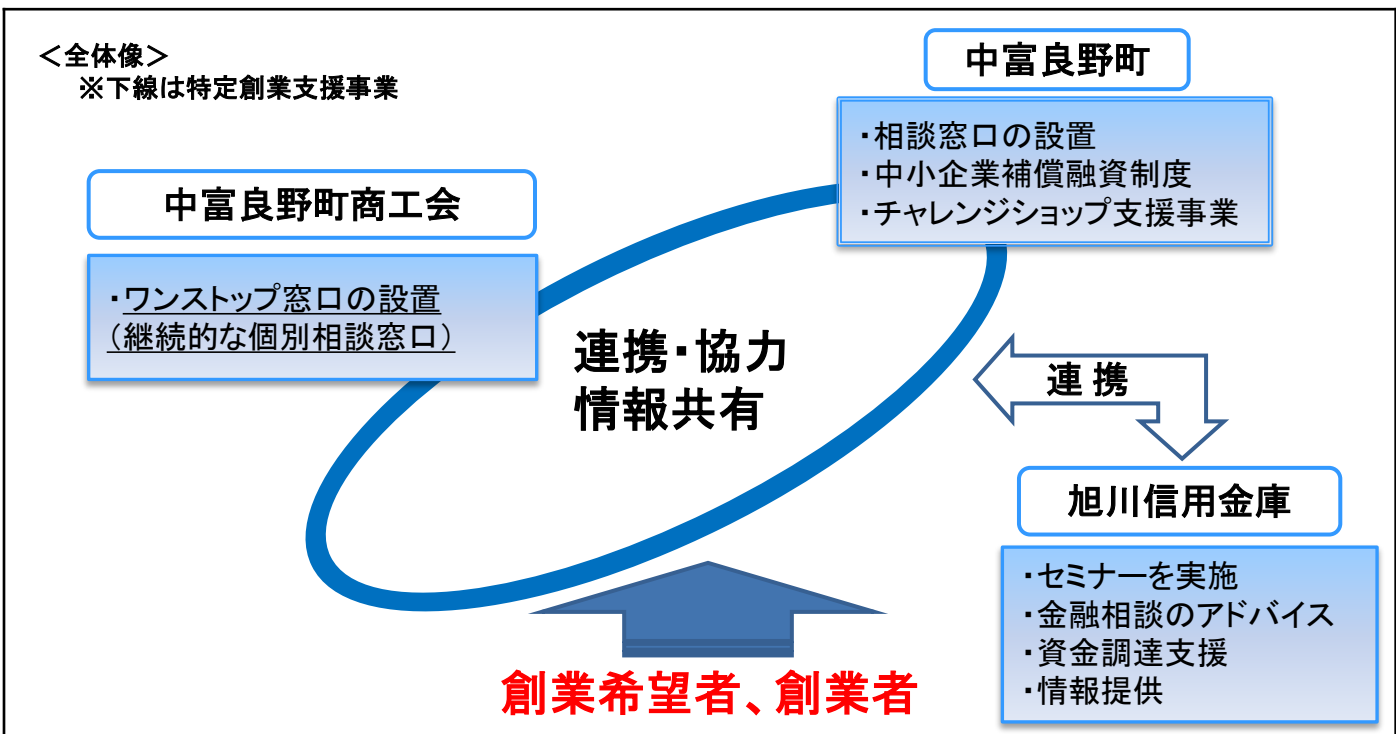 ＜全体像＞
※下線は特定創業支援事業
中富良野町
・相談窓口の設置
・中小企業補償融資制度
・チャレンジショップ支援事業
中富良野町商工会
・ワンストップ窓口の設置
（継続的な個別相談窓口）
連携・協力
情報共有
連 携
旭川信用金庫
・セミナーを実施
・金融相談のアドバイス
・資金調達支援
・情報提供
創業希望者、創業者